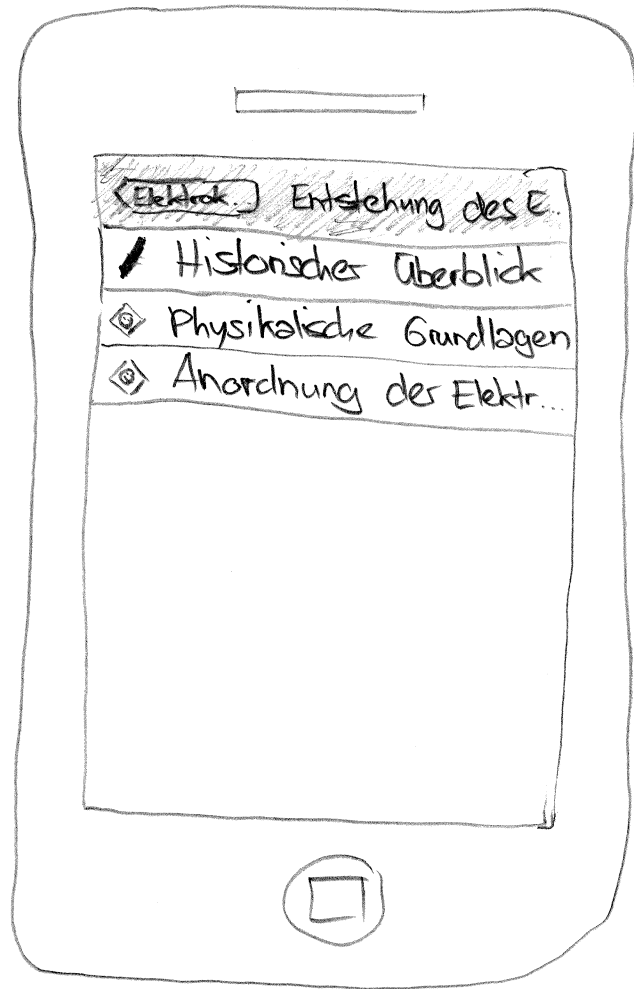 Elektrok... Entstehung des E..
Historischer Überblick
Physikalische Grundlagen
Anordnung der Elektr...